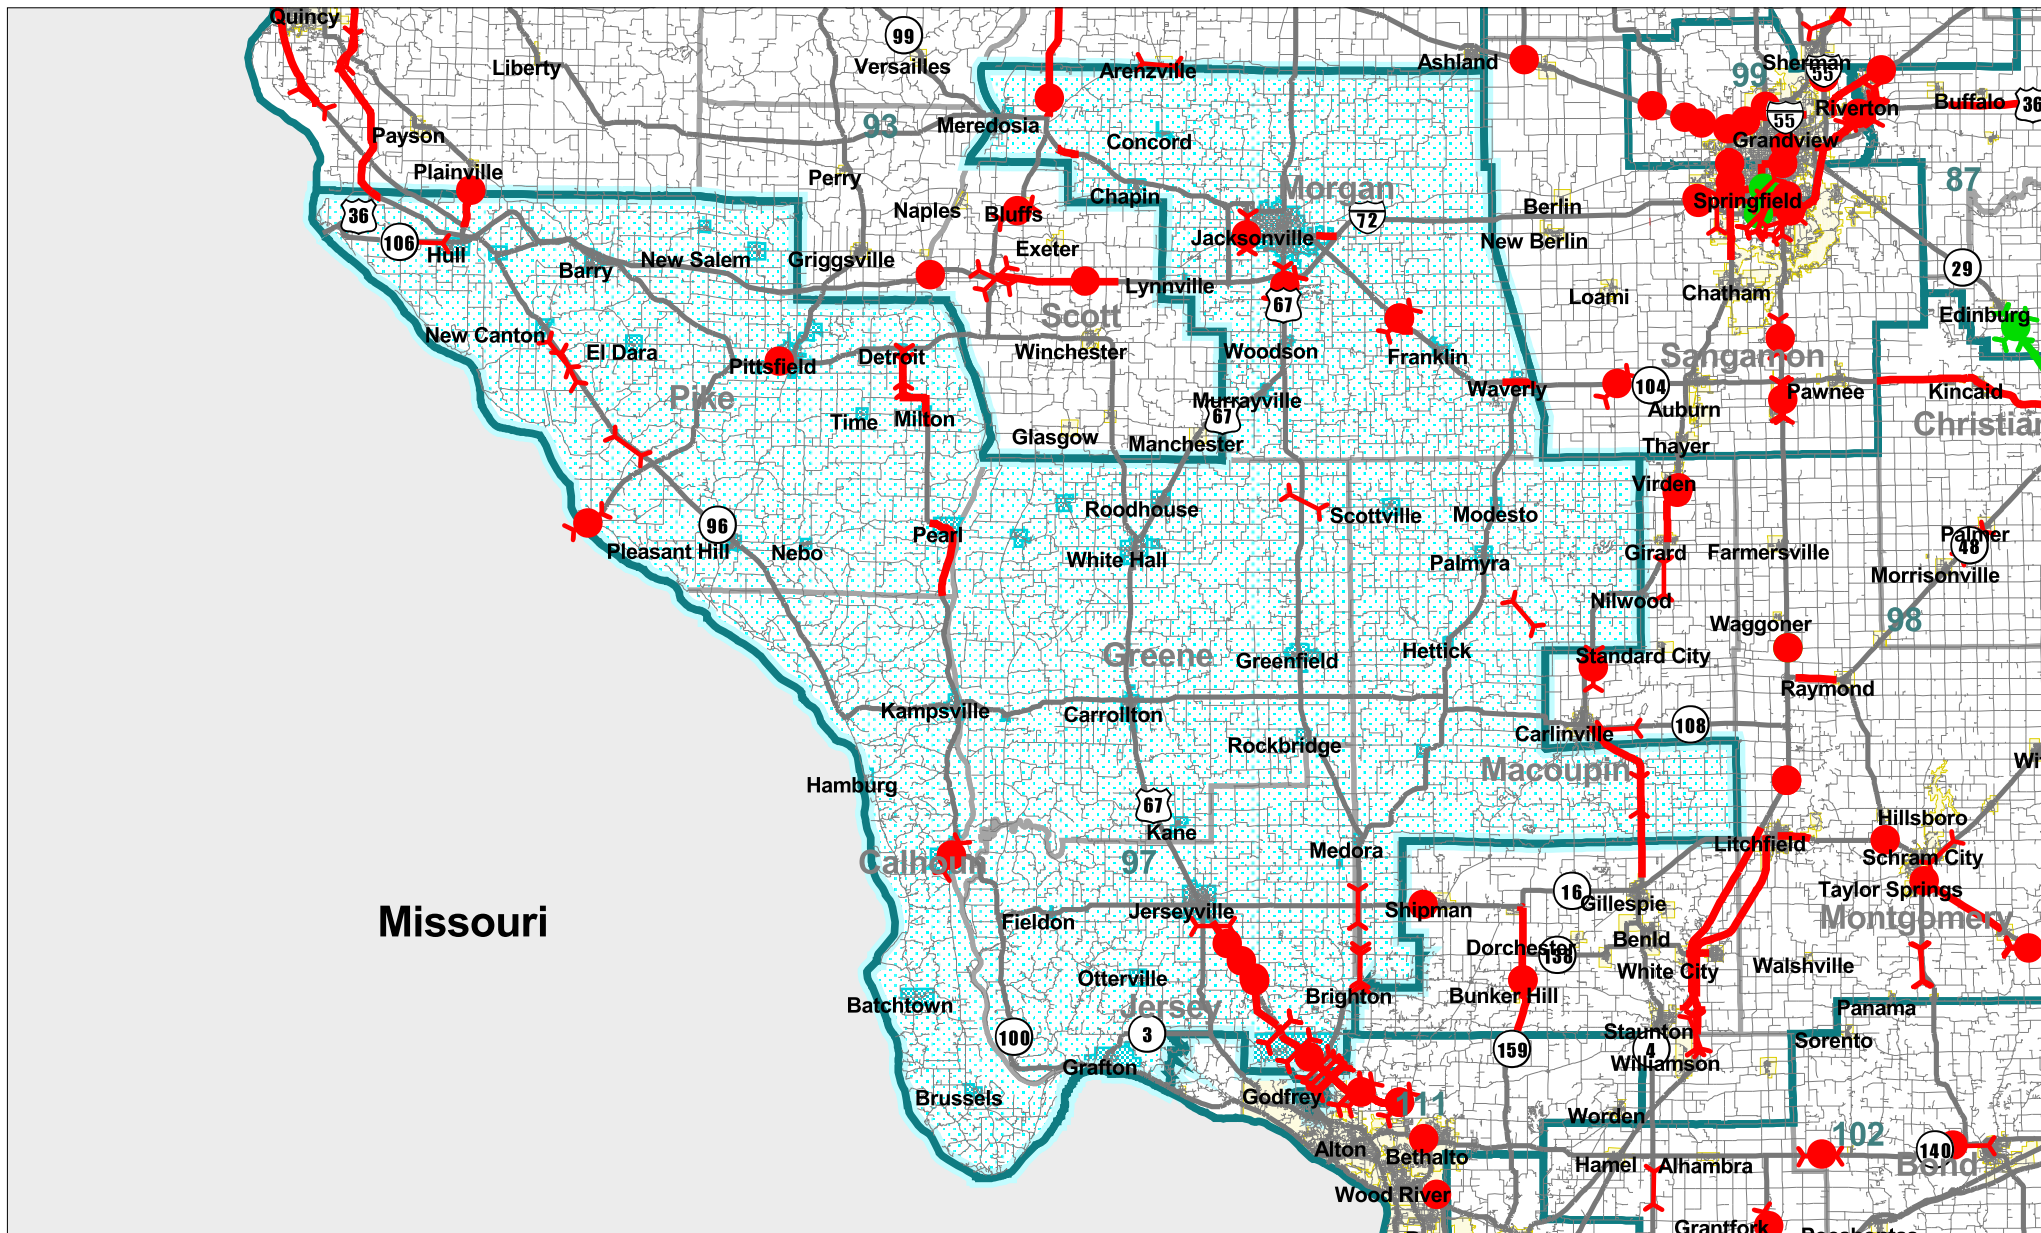 Quincy
99
Liberty
Versailles
Arenzville
Ashland
Sherman
55
99
Buffalo
36
Riverton
55
Payson
93
Meredosia
Concord
Grandview
Plainville
Perry
Chapin
Morgan
87
36
Naples
Bluffs
72
Berlin
Springfield
106
Hull
Exeter
Jacksonville
New Berlin
Barry
New Salem
Griggsville
29
Lynnville
Loami
Chatham
67
Scott
Edinburg
New Canton
El Dara
Pittsfield
Detroit
Winchester
Woodson
Franklin
Sangamon
Waverly
104
Pawnee
Kincaid
Pike
Murrayville
67
Auburn
Time
Milton
Christian
Glasgow
Manchester
Thayer
Virden
Roodhouse
Scottville
Modesto
96
Pearl
Palmer
48
Pleasant Hill
Nebo
White Hall
Palmyra
Girard
Farmersville
Morrisonville
Nilwood
98
Waggoner
Greene
Greenfield
Hettick
Standard City
Raymond
Kampsville
Carrollton
108
Carlinville
Rockbridge
Macoupin
Hamburg
67
Kane
Hillsboro
Calhoun
97
Medora
Litchfield
Schram City
16
Taylor Springs
Missouri
Fieldon
Jerseyville
Shipman
Gillespie
Montgomery
Dorchester
138
Benld
Otterville
White City
Walshville
Batchtown
Jersey
Brighton
Bunker Hill
Panama
100
3
Staunton
Sorento
159
4
Williamson
Grafton
Brussels
Godfrey
111
Worden
102
Alton
Bethalto
Hamel
Alhambra
140
Bond
Wood River
Grantfork